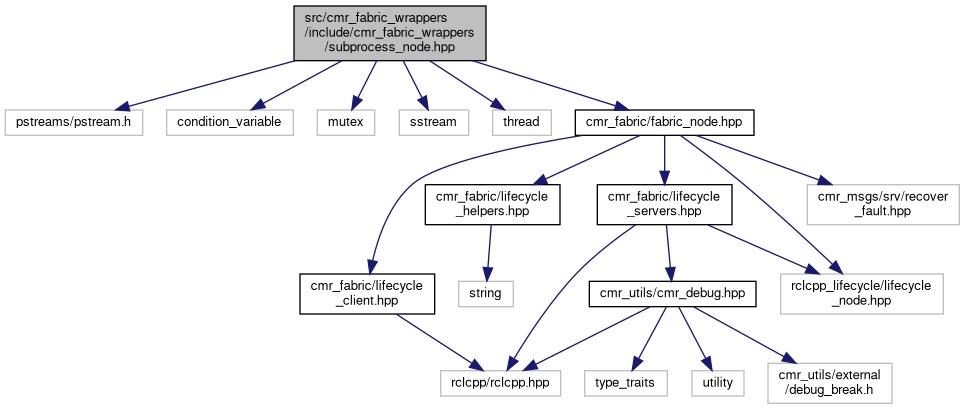 src/cmr_fabric_wrappers
/include/cmr_fabric_wrappers
/subprocess_node.hpp
pstreams/pstream.h
condition_variable
mutex
sstream
thread
cmr_fabric/fabric_node.hpp
cmr_fabric/lifecycle
_helpers.hpp
cmr_fabric/lifecycle
_servers.hpp
cmr_msgs/srv/recover
_fault.hpp
cmr_fabric/lifecycle
_client.hpp
string
cmr_utils/cmr_debug.hpp
rclcpp_lifecycle/lifecycle
_node.hpp
rclcpp/rclcpp.hpp
type_traits
utility
cmr_utils/external
/debug_break.h